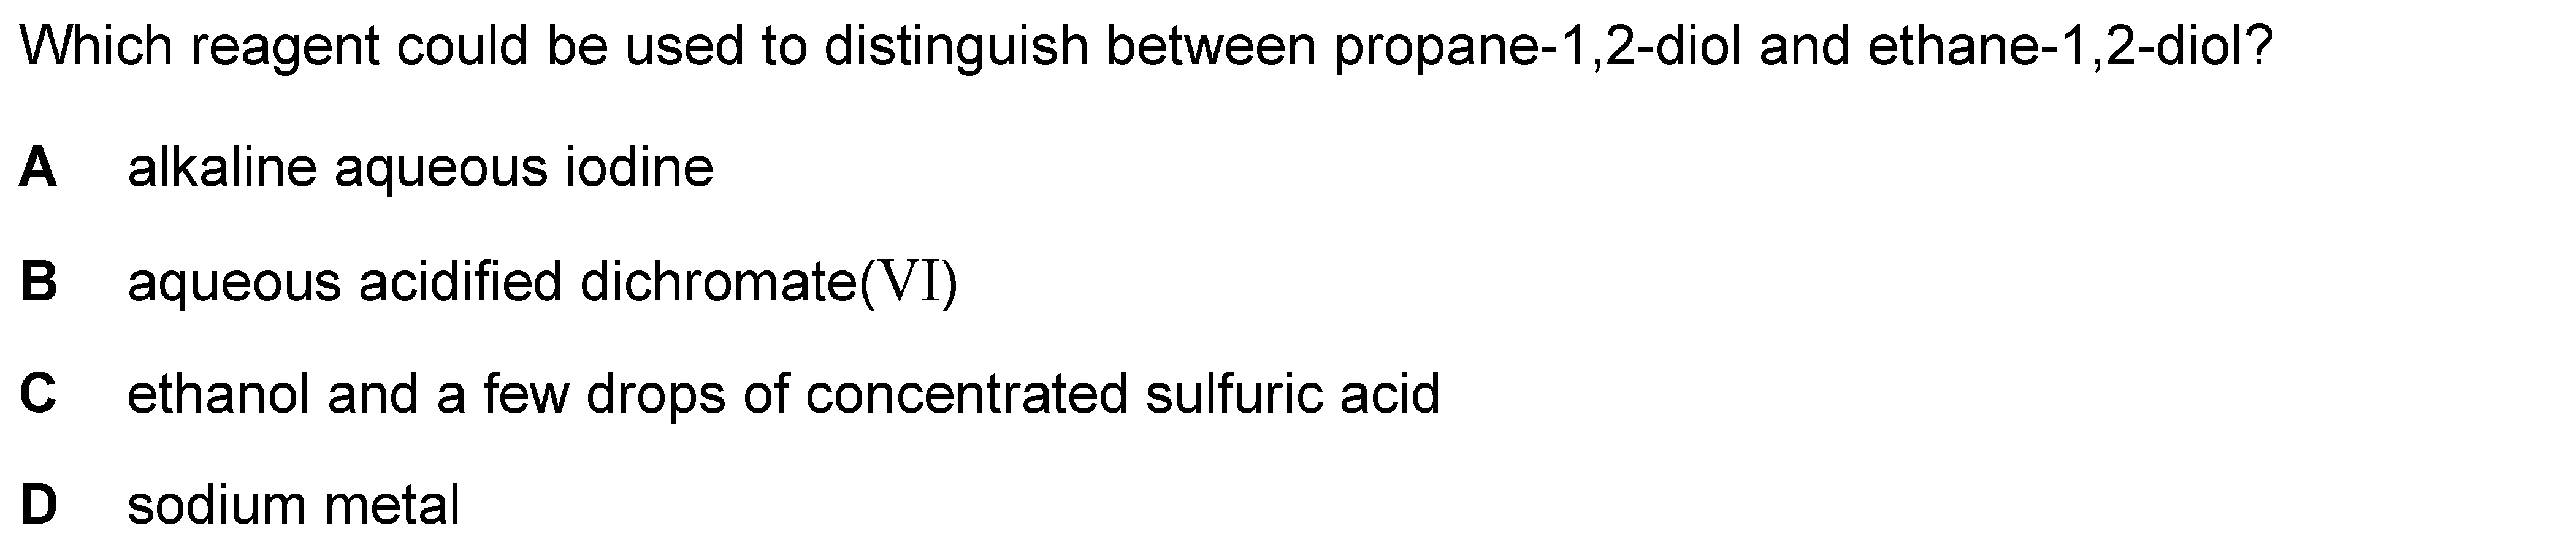 Which reagent could be used to distinguish between propane-1,2-diol and ethane-1,2-diol?
A alkaline aqueous iodine
B aqueous acidified dichromate(VI)
C ethanol and a few drops of concentrated sulfuric acid
D sodium metal